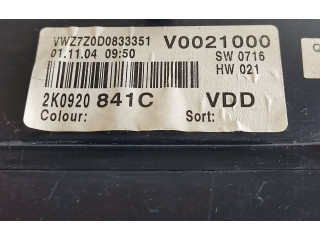 VWZ7Z0D0833351 V0021000
01.11.04 09:50 SW 0716
HW 021
2K0920 841C VDD
Colour: Sort: